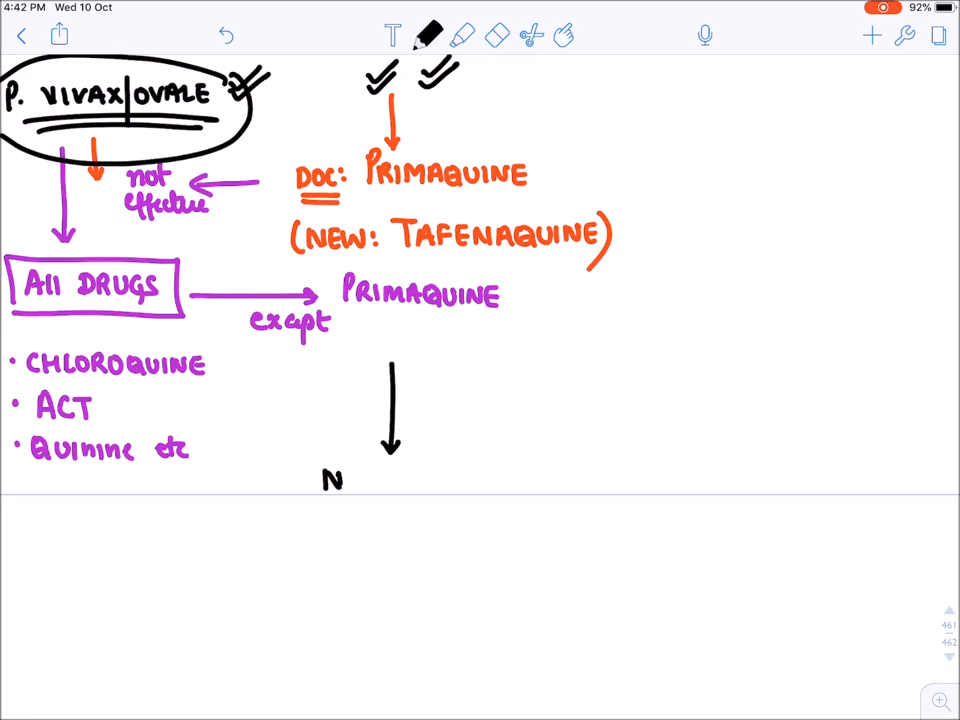 4:42 PM Wed 10 Oct
92%
T
P. VIVAX|OVALE
not
effective
DOC: PRIMAQUINE
(NEW: TAFENAQUINE)
All DRUGS
except
PRIMAQUINE
• CHLOROQUINE
• ACT
• Quinine etc
N
461
462